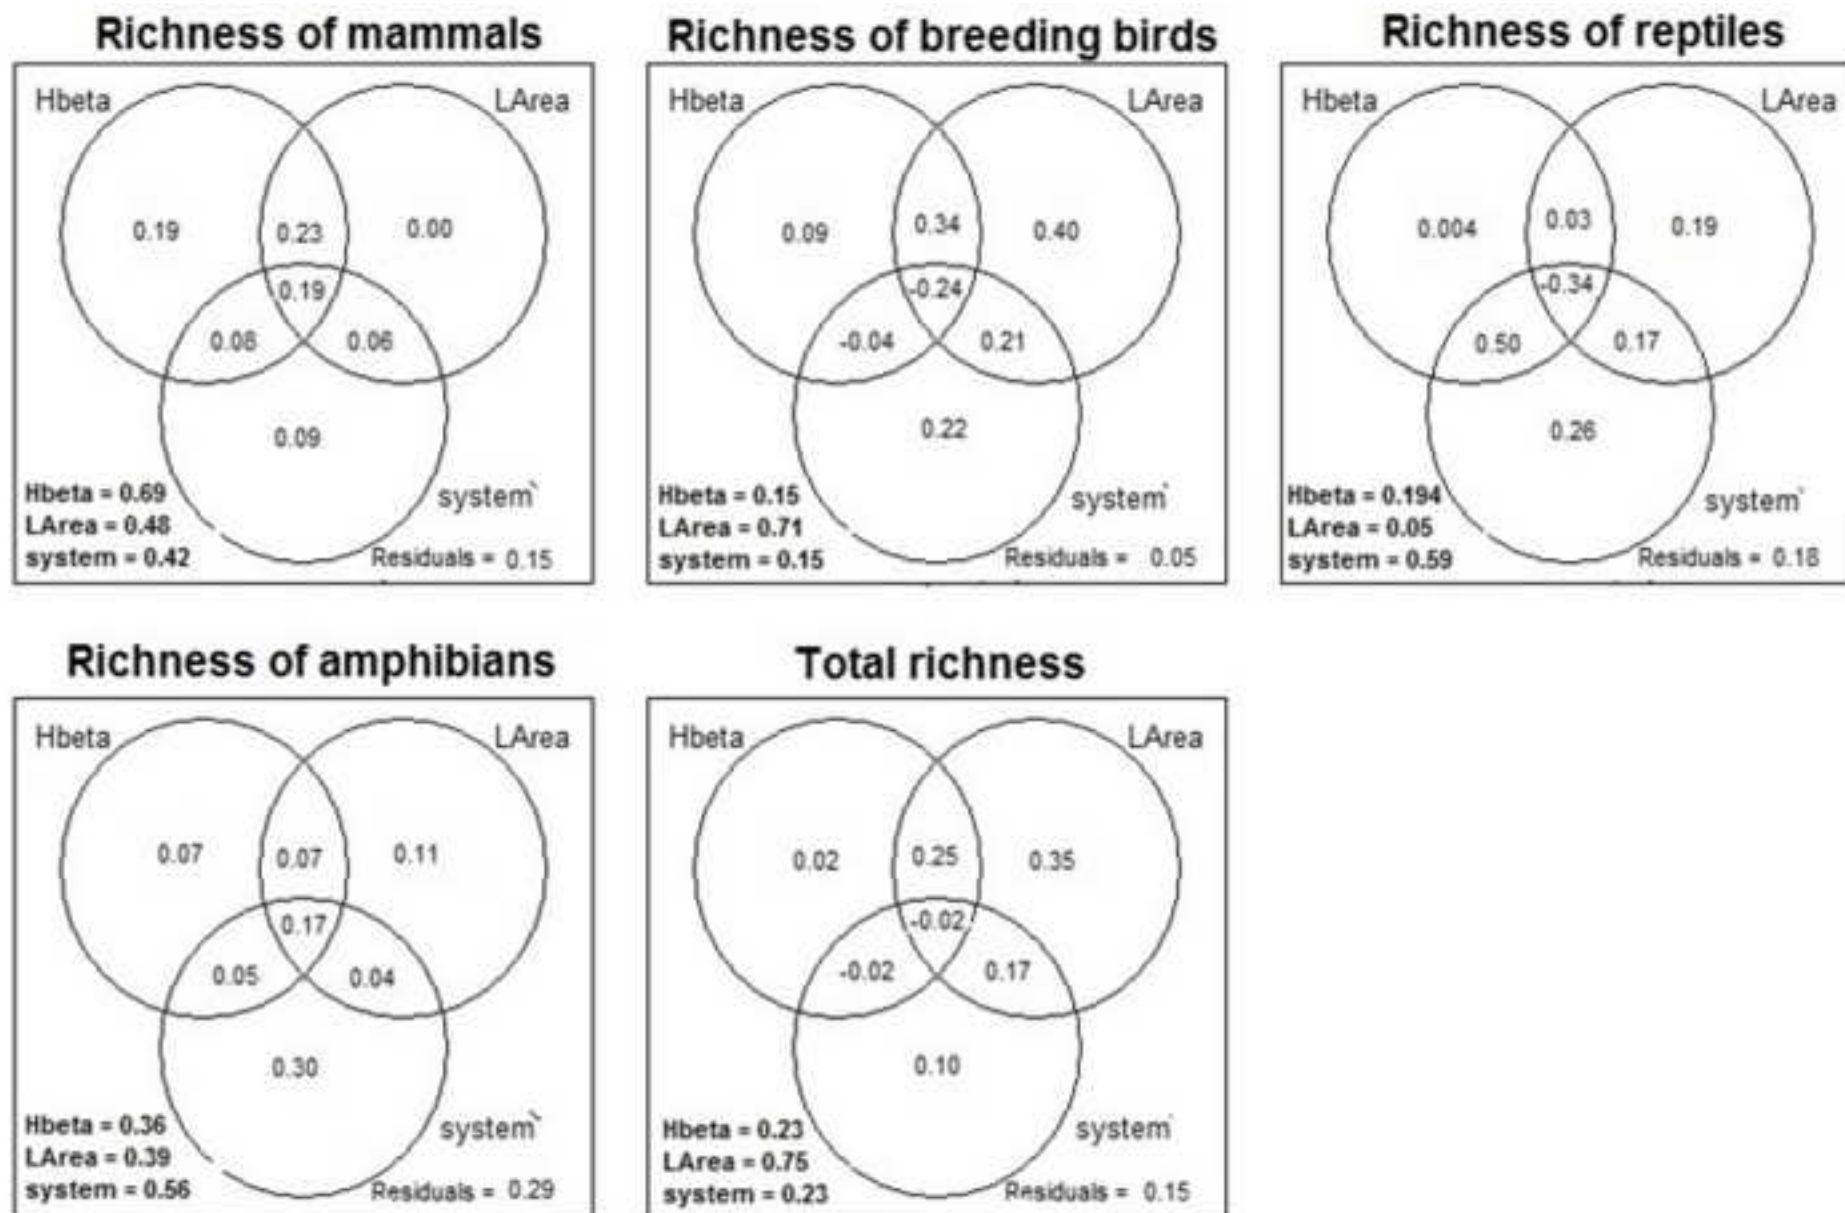 Richness of mammals
Hbeta
LArea
0.19
0.23
0.00
0.19
0.08
0.06
0.09
Hbeta = 0.69
LArea = 0.48
system = 0.42
system`
Residuals = 0.15
Richness of breeding birds
Hbeta
LArea
0.09
0.34
0.40
-0.24
-0.04
0.21
0.22
Hbeta = 0.15
LArea = 0.71
system = 0.15
system
Residuals = 0.05
Richness of reptiles
Hbeta
LArea
0.004
0.03
0.19
-0.34
0.50
0.17
0.26
Hbeta = 0.194
LArea = 0.05
system = 0.59
system
Residuals = 0.18
Richness of amphibians
Hbeta
LArea
0.07
0.07
0.11
0.17
0.05
0.04
0.30
Hbeta = 0.36
LArea = 0.39
system = 0.56
system
Residuals = 0.29
Total richness
Hbeta
LArea
0.02
0.25
0.35
-0.02
-0.02
0.17
0.10
Hbeta = 0.23
LArea = 0.75
system = 0.23
system
Residuals = 0.15